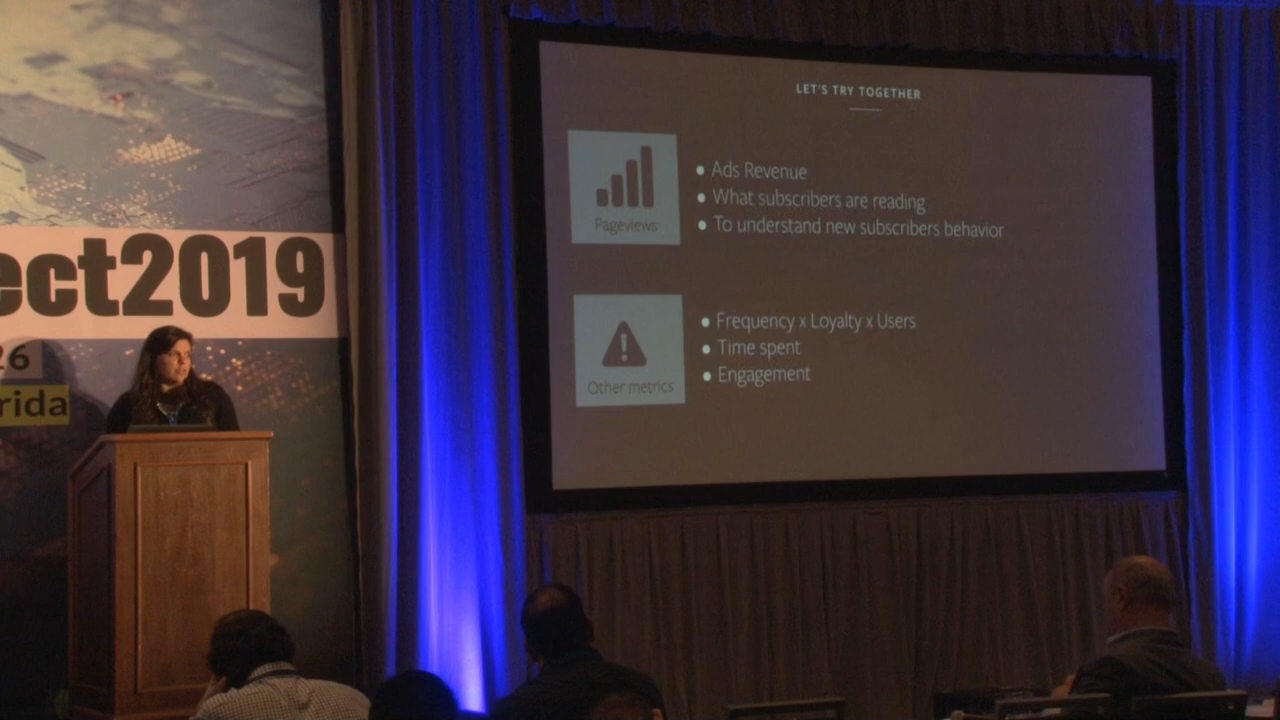 ect2019
26
rida
LET'S TRY TOGETHER
Pageviews
• Ads Revenue
• What subscribers are reading
• To understand new subscribers behavior
Other metrics
• Frequency x Loyalty x Users
• Time spent
• Engagement